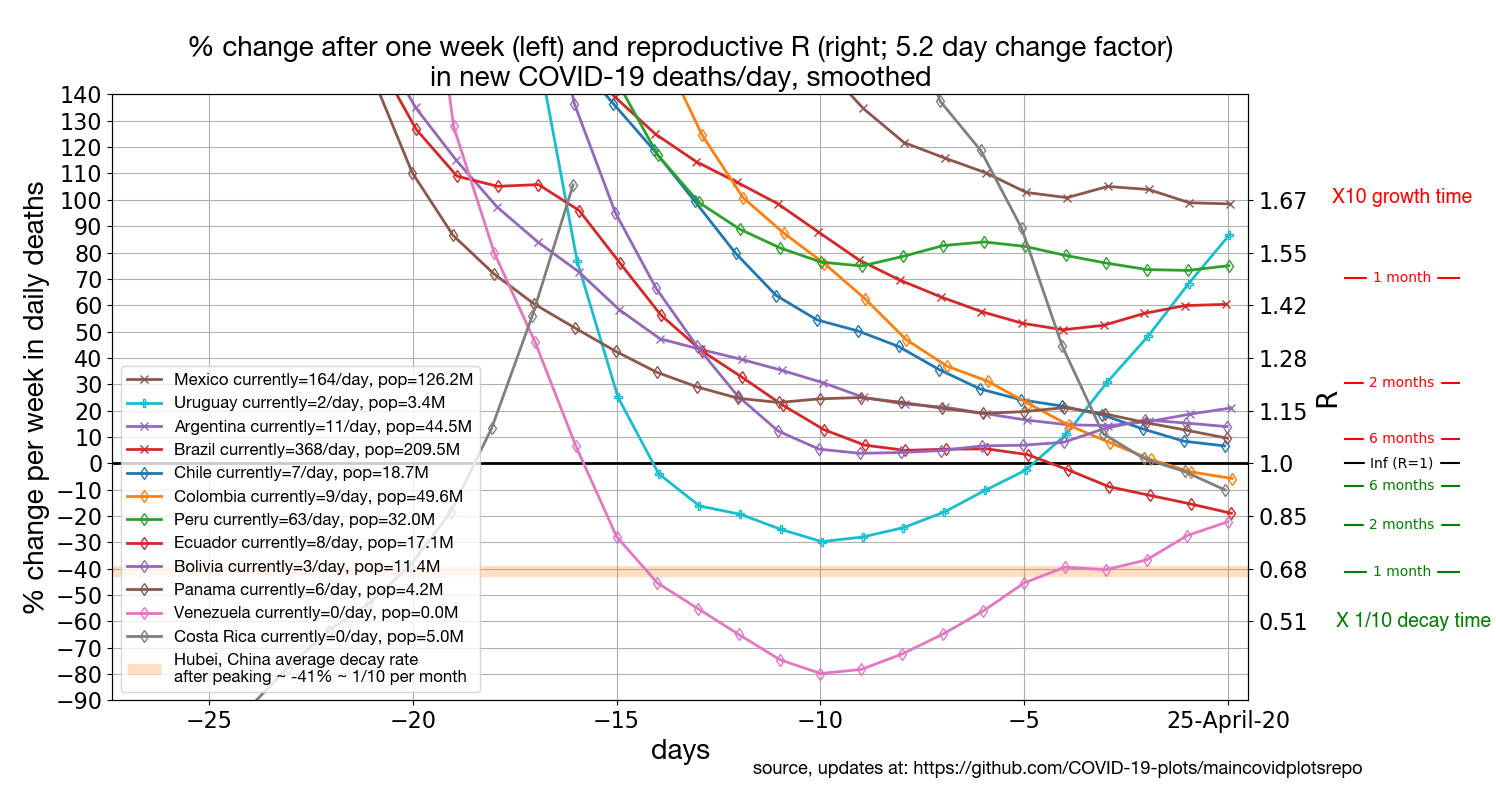 % change after one week (left) and reproductive R (right; 5.2 day change factor)
in new COVID-19 deaths/day, smoothed
140
130
120
110
100
90
80
70
60
50
40
30
20
10
0
−10
−20
−30
−40
−50
−60
−70
−80
−90
% change per week in daily deaths
Mexico currently=164/day, pop=126.2M
Uruguay currently=2/day, pop=3.4M
Argentina currently=11/day, pop=44.5M
Brazil currently=368/day, pop=209.5M
Chile currently=7/day, pop=18.7M
Colombia currently=9/day, pop=49.6M
Peru currently=63/day, pop=32.0M
Ecuador currently=8/day, pop=17.1M
Bolivia currently=3/day, pop=11.4M
Panama currently=6/day, pop=4.2M
Venezuela currently=0/day, pop=0.0M
Costa Rica currently=0/day, pop=5.0M
Hubei, China average decay rate
after peaking ~ -41% ~ 1/10 per month
1.67
1.55
1.42
1.28
1.15
1.0
0.85
0.68
0.51
R
X10 growth time
1 month
2 months
6 months
Inf (R=1)
6 months
2 months
1 month
X 1/10 decay time
−25
−20
−15
−10
−5
25-April-20
days
source, updates at: https://github.com/COVID-19-plots/maincovidplotsrepo